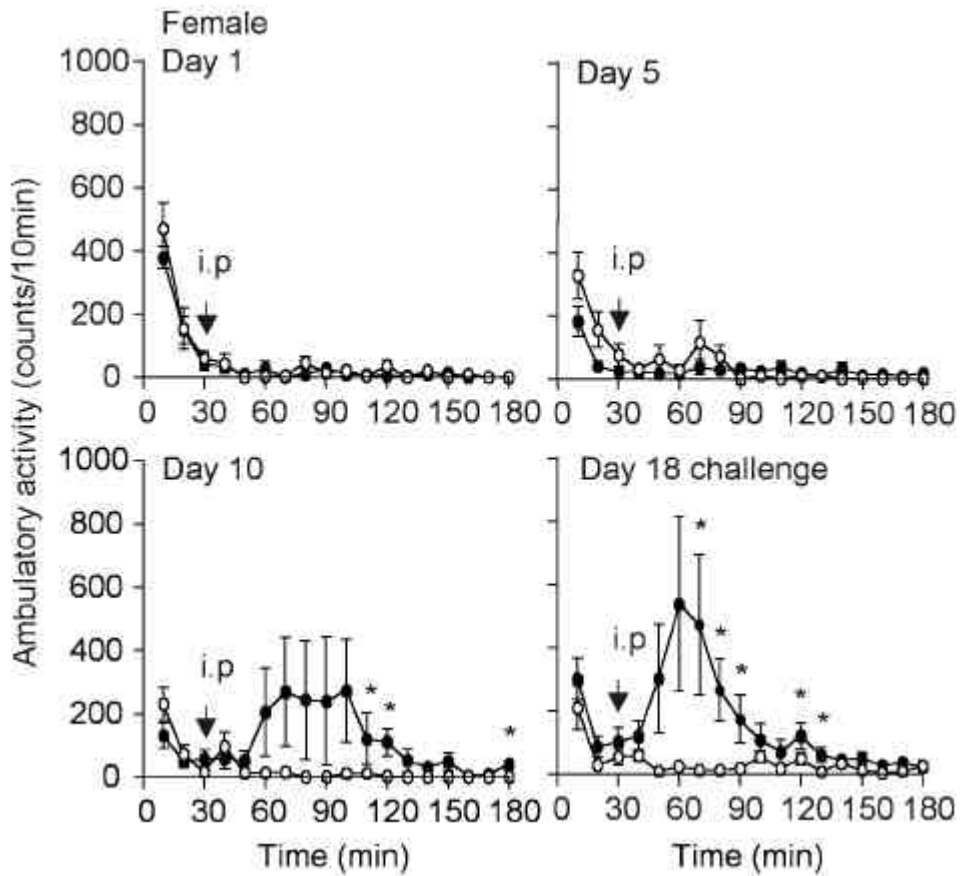 Female
Day 1
Day 5
1000
800
600
400
200
0
i.p
i.p
0 30 60 90 120 150 180
0 30 60 90 120 150 180
Ambulatory activity (counts/10min)
Day 10
Day 18 challenge
1000
800
600
400
200
0
i.p
i.p
* * *
* * * * *
0 30 60 90 120 150 180
0 30 60 90 120 150 180
Time (min)
Time (min)